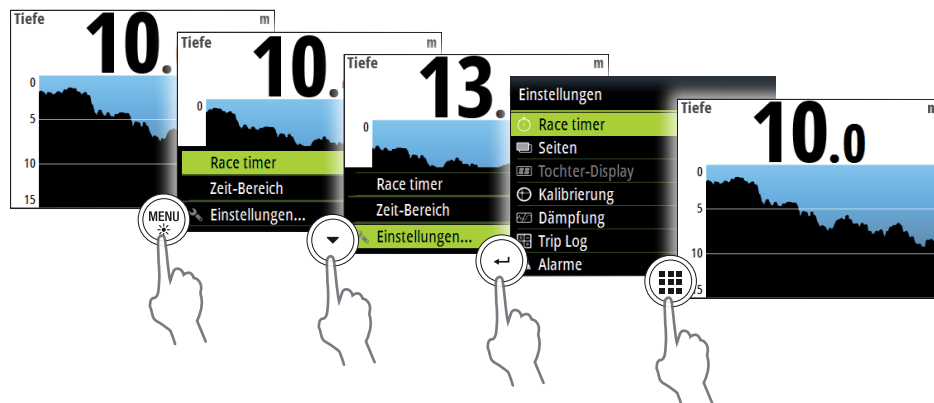 Tiefe m
10.
0
5
10
15
MENU
Tiefe m
10.
0
Race timer
Zeit-Bereich
Einstellungen...
Tiefe m
13.
0
Race timer
Zeit-Bereich
Einstellungen...
Einstellungen
Race timer
Seiten
Tochter-Display
Kalibrierung
Dämpfung
Trip Log
Alarme
Tiefe m
10.0
0
5
10
5